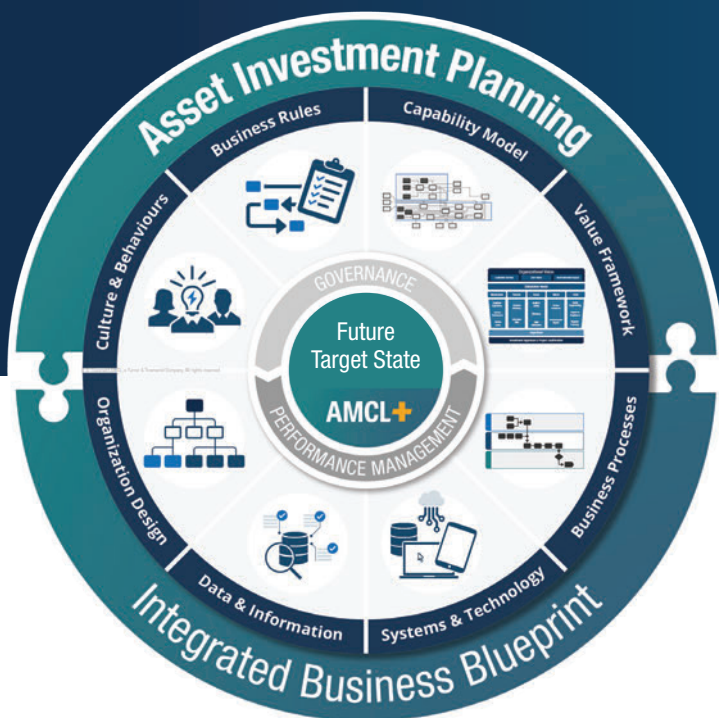 Asset Investment Planning
Business Rules
Capability Model
Value Framework
Business Processes
Systems & Technology
Data & Information
Organization Design
Culture & Behaviours
GOVERNANCE
Future
Target State
AMCL+
PERFORMANCE MANAGEMENT
Integrated Business Blueprint